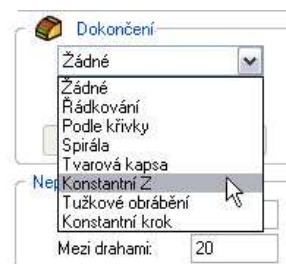 Dokončení
Žádné
Žádné
Řádkování
Podle křivky
Spirála
Tvarová kapsa
Konstantní Z
Tužkové obrábění
Konstantní krok
Mezi drahami: 20